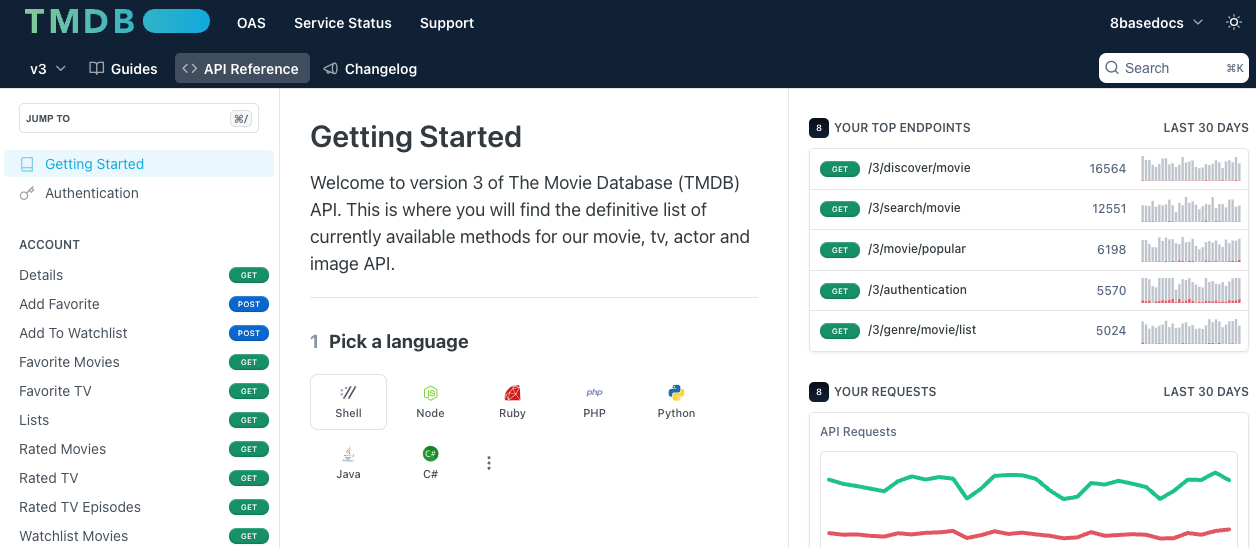 TMDB
OAS
Service Status
Support
8basedocs
v3
Guides
API Reference
Changelog
Search
⌘K
JUMP TO
⌘/
Getting Started
Authentication
ACCOUNT
Details GET
Add Favorite POST
Add To Watchlist POST
Favorite Movies GET
Favorite TV GET
Lists GET
Rated Movies GET
Rated TV GET
Rated TV Episodes GET
Watchlist Movies GET
Getting Started
Welcome to version 3 of The Movie Database (TMDB)
API. This is where you will find the definitive list of
currently available methods for our movie, tv, actor and
image API.
1 Pick a language
Shell
Node
Ruby
php
PHP
Python
Java
C#
C#
8 YOUR TOP ENDPOINTS LAST 30 DAYS
GET /3/discover/movie 16564
GET /3/search/movie 12551
GET /3/movie/popular 6198
GET /3/authentication 5570
GET /3/genre/movie/list 5024
8 YOUR REQUESTS LAST 30 DAYS
API Requests